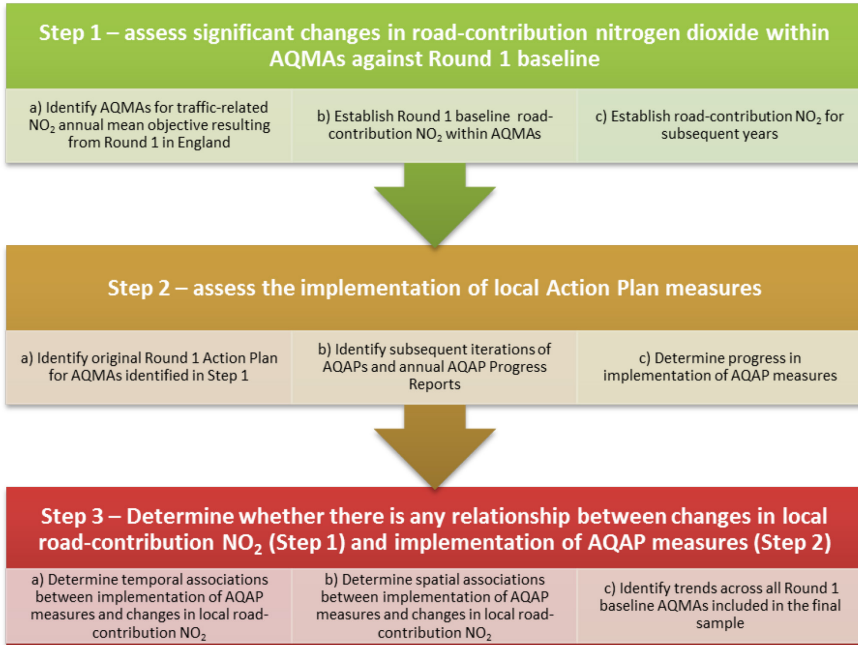 Step 1 – assess significant changes in road-contribution nitrogen dioxide within
AQMAs against Round 1 baseline
a) Identify AQMAs for traffic-related
NO₂ annual mean objective resulting
from Round 1 in England
b) Establish Round 1 baseline road-
contribution NO₂ within AQMAs
c) Establish road-contribution NO₂ for
subsequent years
Step 2 – assess the implementation of local Action Plan measures
a) Identify original Round 1 Action Plan
for AQMAs identified in Step 1
b) Identify subsequent iterations of
AQAPs and annual AQAP Progress
Reports
c) Determine progress in
implementation of AQAP measures
Step 3 – Determine whether there is any relationship between changes in local
road-contribution NO₂ (Step 1) and implementation of AQAP measures (Step 2)
a) Determine temporal associations
between implementation of AQAP
measures and changes in local road-
contribution NO₂
b) Determine spatial associations
between implementation of AQAP
measures and changes in local road-
contribution NO₂
c) Identify trends across all Round 1
baseline AQMAs included in the final
sample